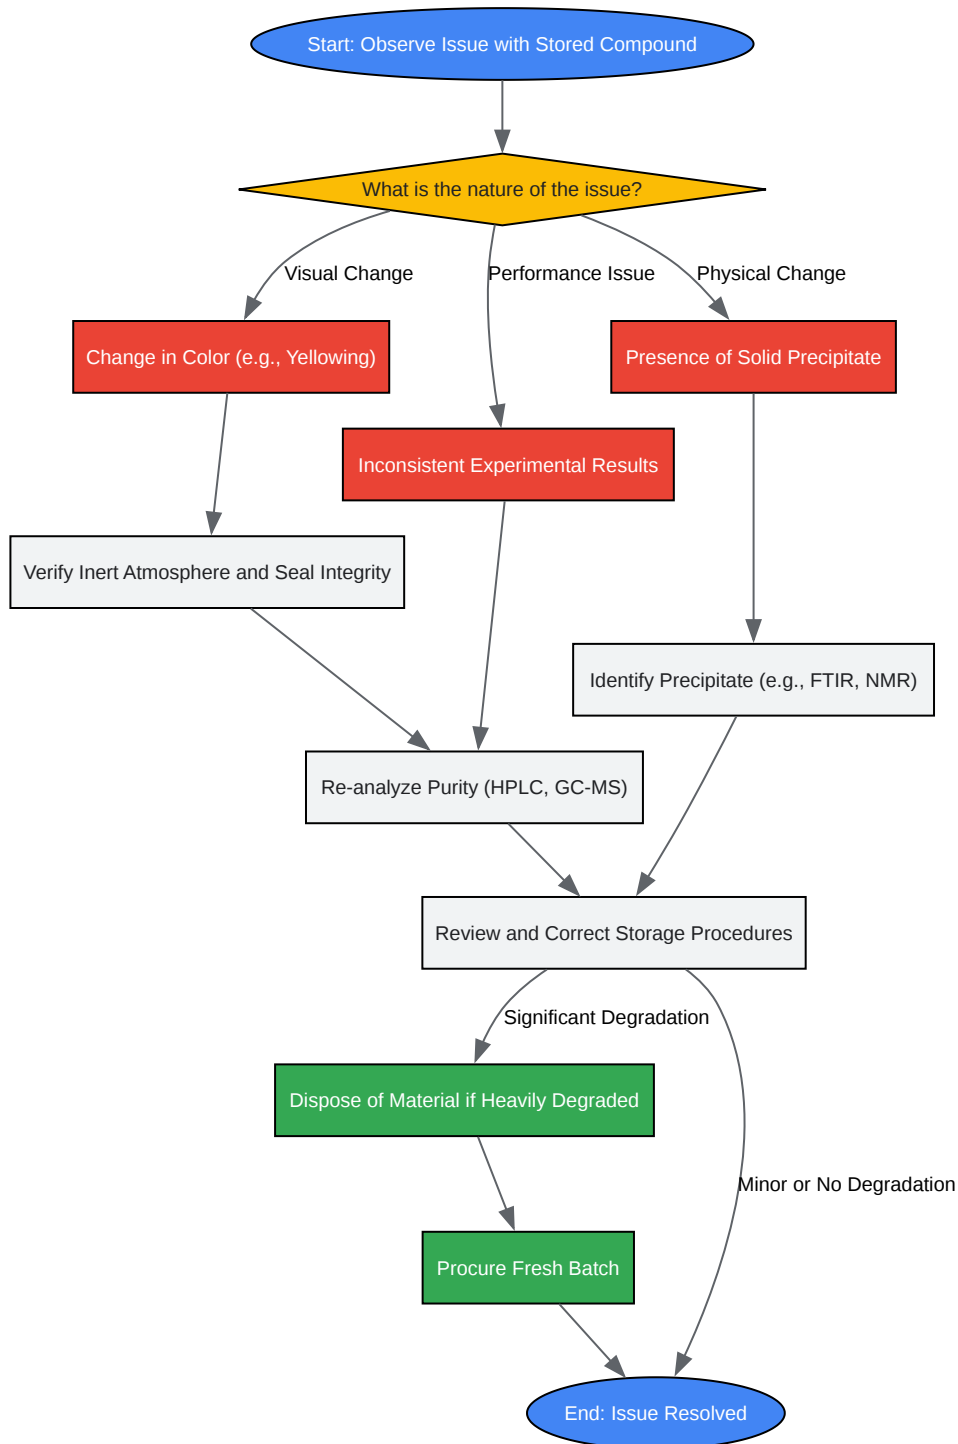 Start: Observe Issue with Stored Compound
What is the nature of the issue?
Visual Change
Performance Issue
Physical Change
Change in Color (e.g., Yellowing)
Presence of Solid Precipitate
Inconsistent Experimental Results
Verify Inert Atmosphere and Seal Integrity
Identify Precipitate (e.g., FTIR, NMR)
Re-analyze Purity (HPLC, GC-MS)
Review and Correct Storage Procedures
Significant Degradation
Dispose of Material if Heavily Degraded
Minor or No Degradation
Procure Fresh Batch
End: Issue Resolved